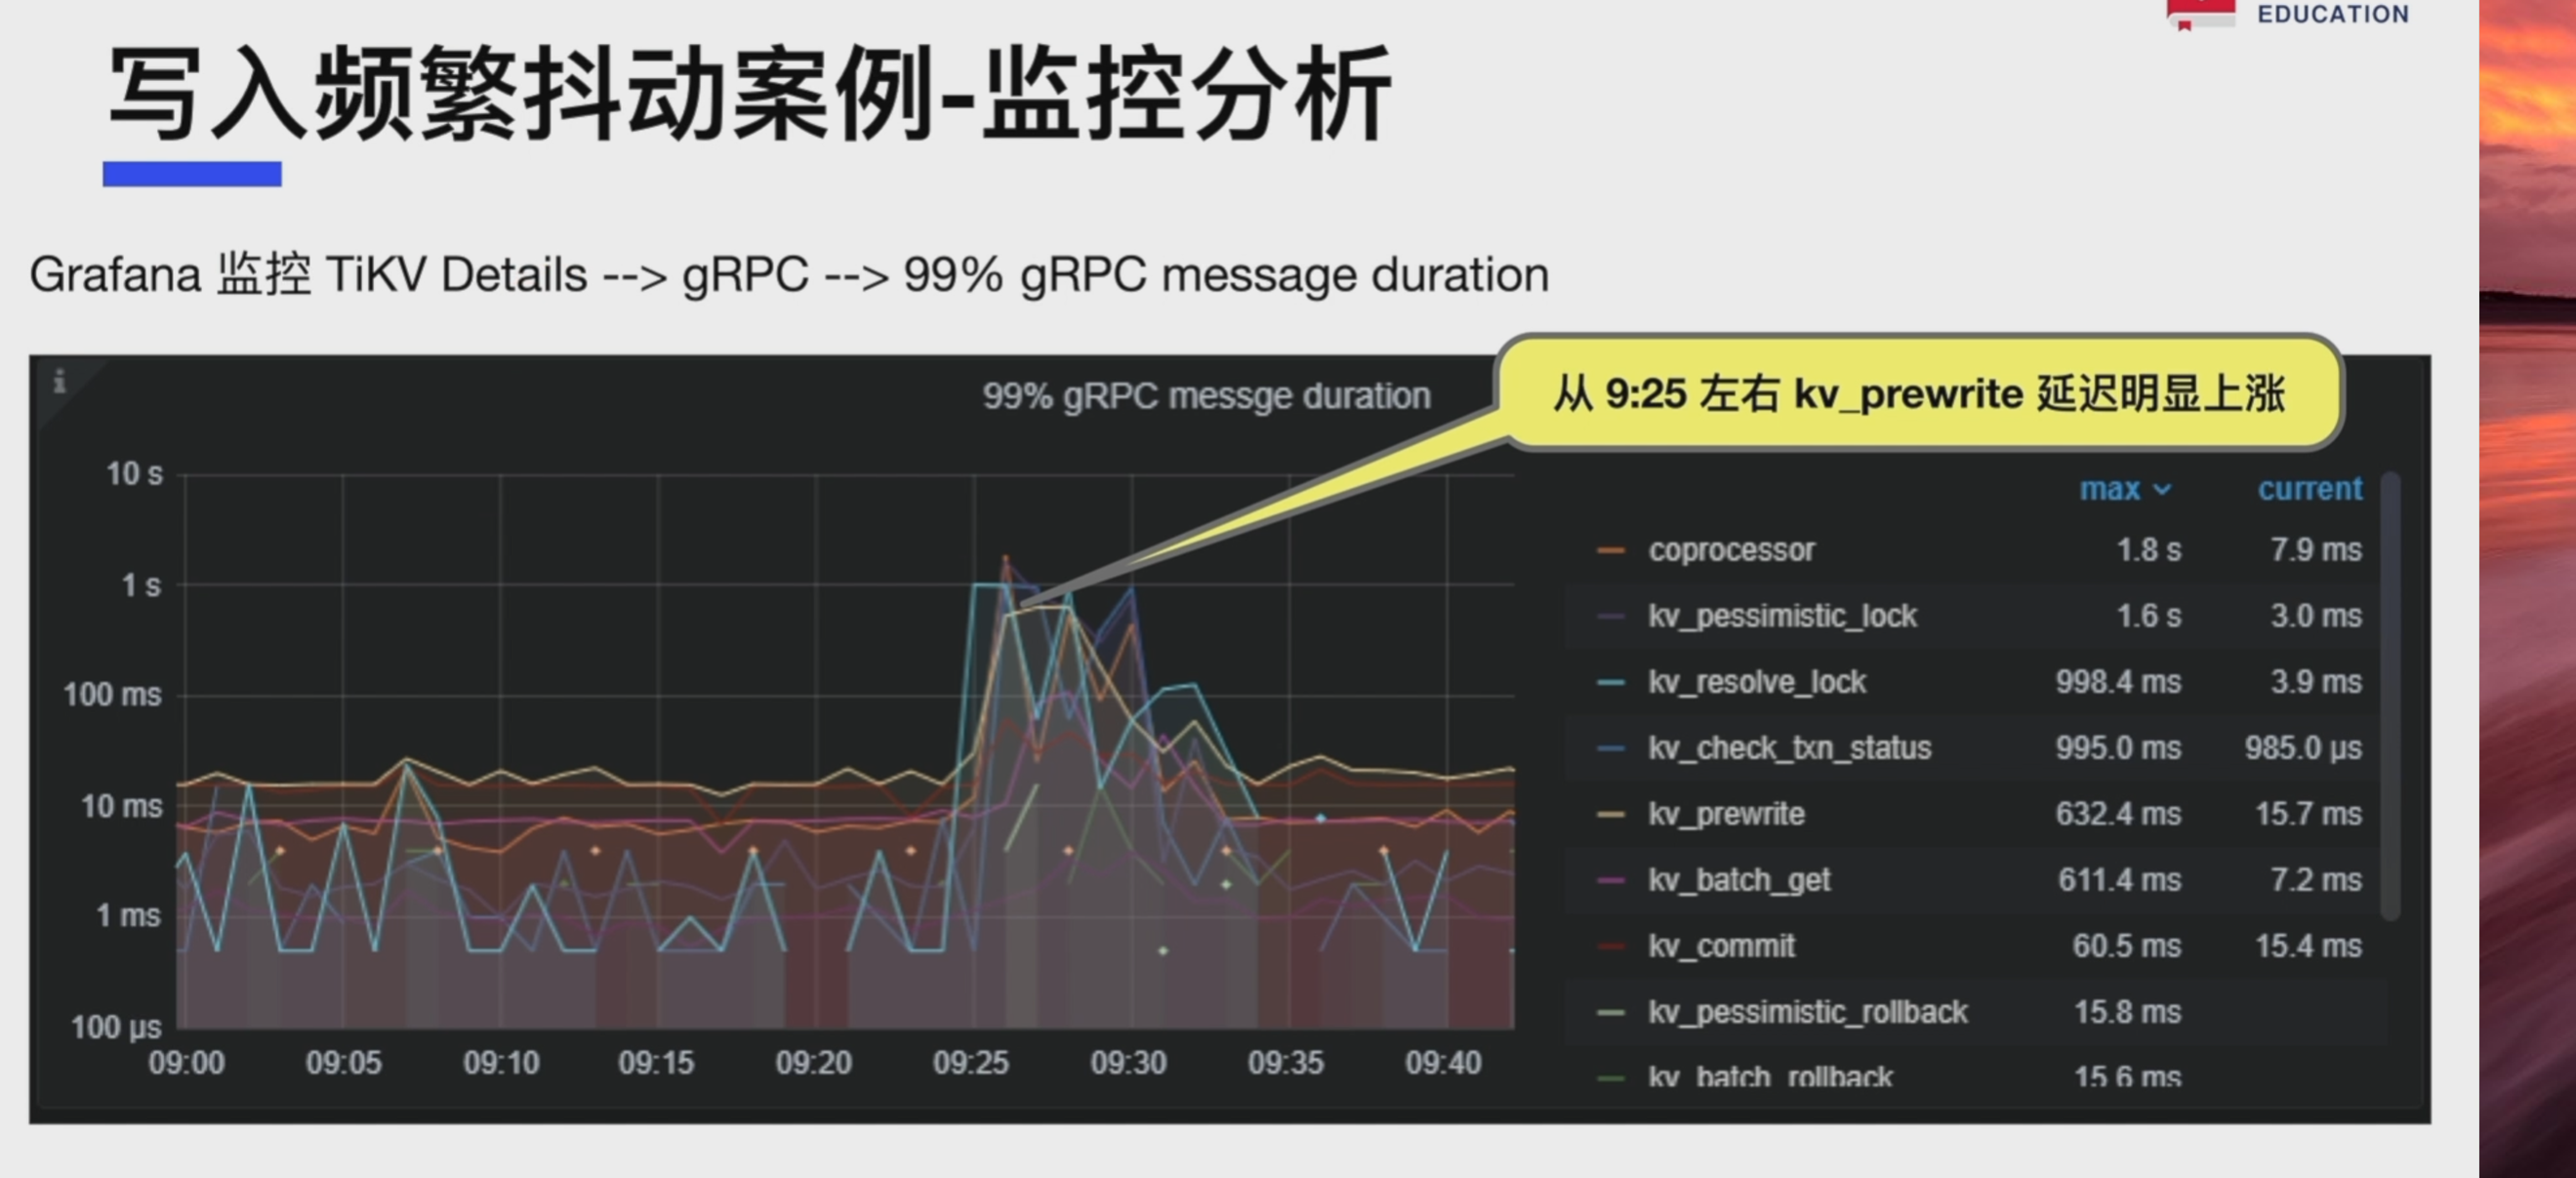 EDUCATION
写入频繁抖动案例-监控分析
Grafana 监控 TiKV Details --> gRPC --> 99% gRPC message duration
从 9:25 左右 kv_prewrite 延迟明显上涨
i
99% gRPC messge duration
10 s
1 s
100 ms
10 ms
1 ms
100 µs
09:00 09:05 09:10 09:15 09:20 09:25 09:30 09:35 09:40
max current
coprocessor 1.8 s 7.9 ms
kv_pessimistic_lock 1.6 s 3.0 ms
kv_resolve_lock 998.4 ms 3.9 ms
kv_check_txn_status 995.0 ms 985.0 µs
kv_prewrite 632.4 ms 15.7 ms
kv_batch_get 611.4 ms 7.2 ms
kv_commit 60.5 ms 15.4 ms
kv_pessimistic_rollback 15.8 ms
kv_batch_rollback 15.6 ms